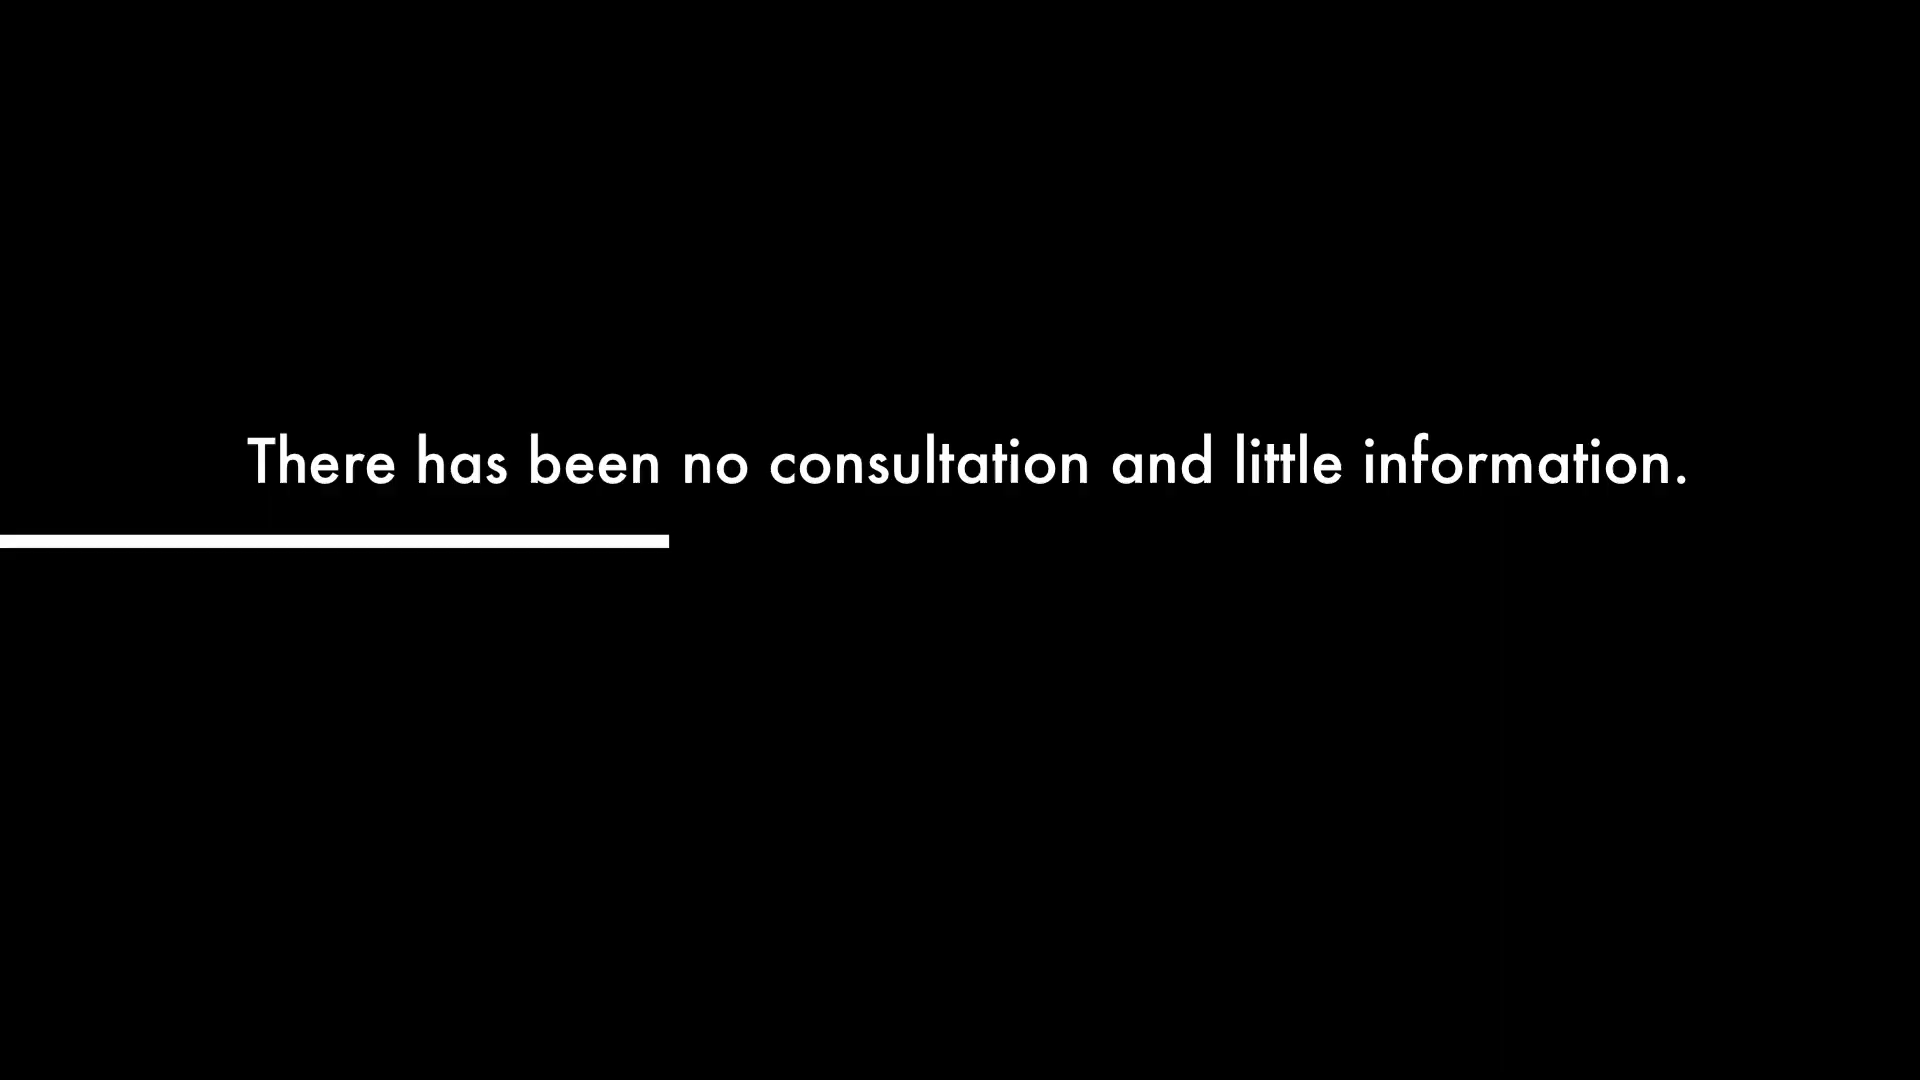 There has been no consultation and little information.